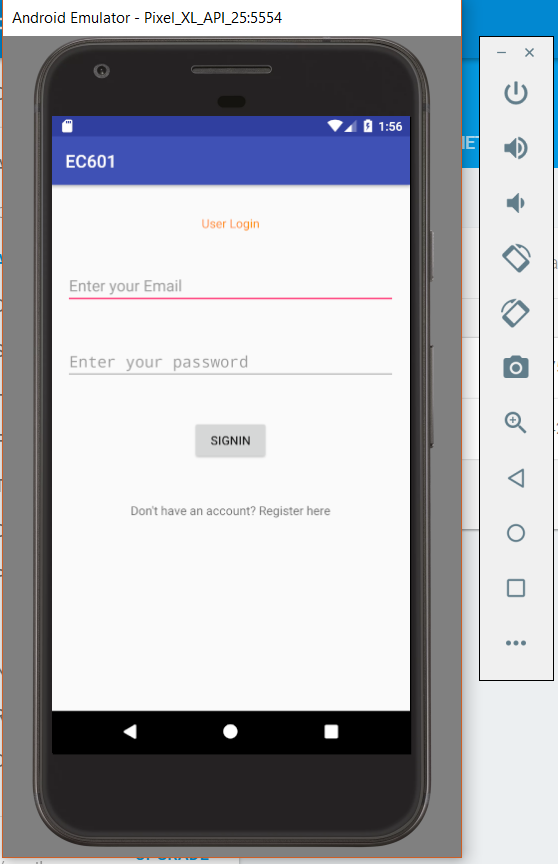 Android Emulator - Pixel_XL_API_25:5554
1:56
EC601
User Login
Enter your Email
Enter your password
SIGNIN
Don't have an account? Register here